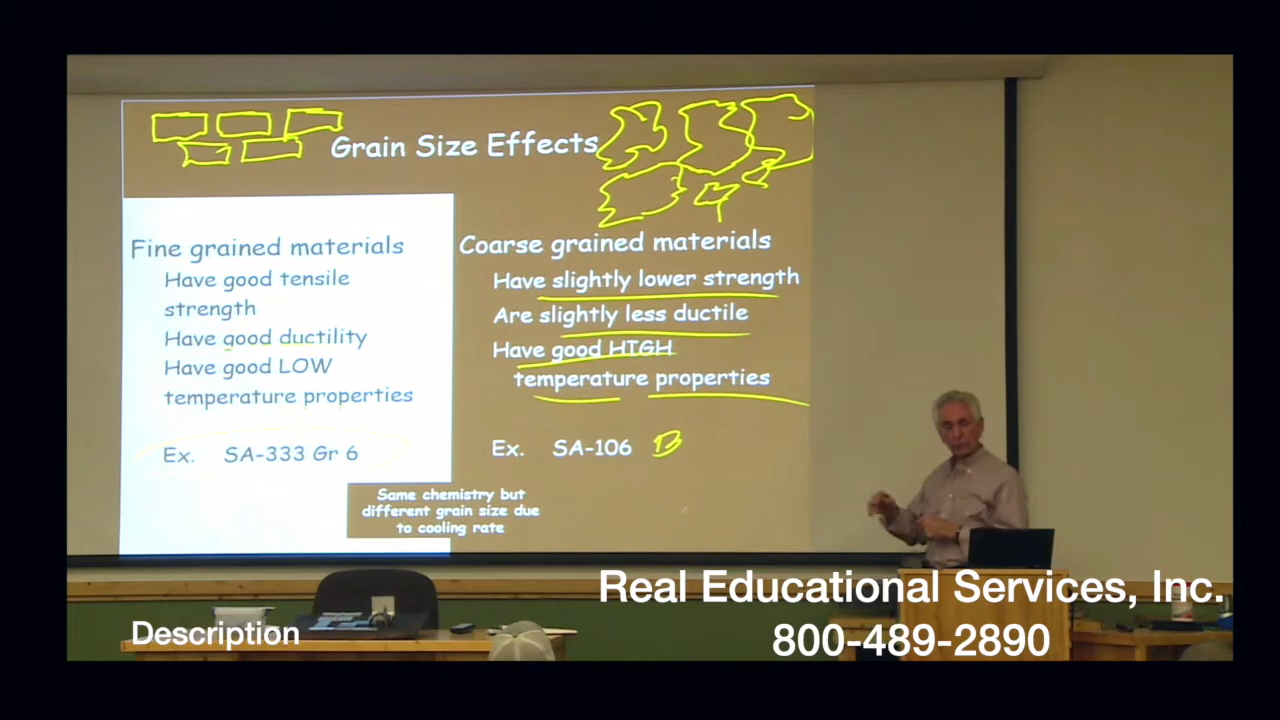 Grain Size Effects
Fine grained materials
Have good tensile
strength
Have good ductility
Have good LOW
temperature properties
Ex. SA-333 Gr 6
Coarse grained materials
Have slightly lower strength
Are slightly less ductile
Have good HIGH
temperature properties
Ex. SA-106 B
Same chemistry but
different grain size due
to cooling rate
Real Educational Services, Inc.
800-489-2890
Description